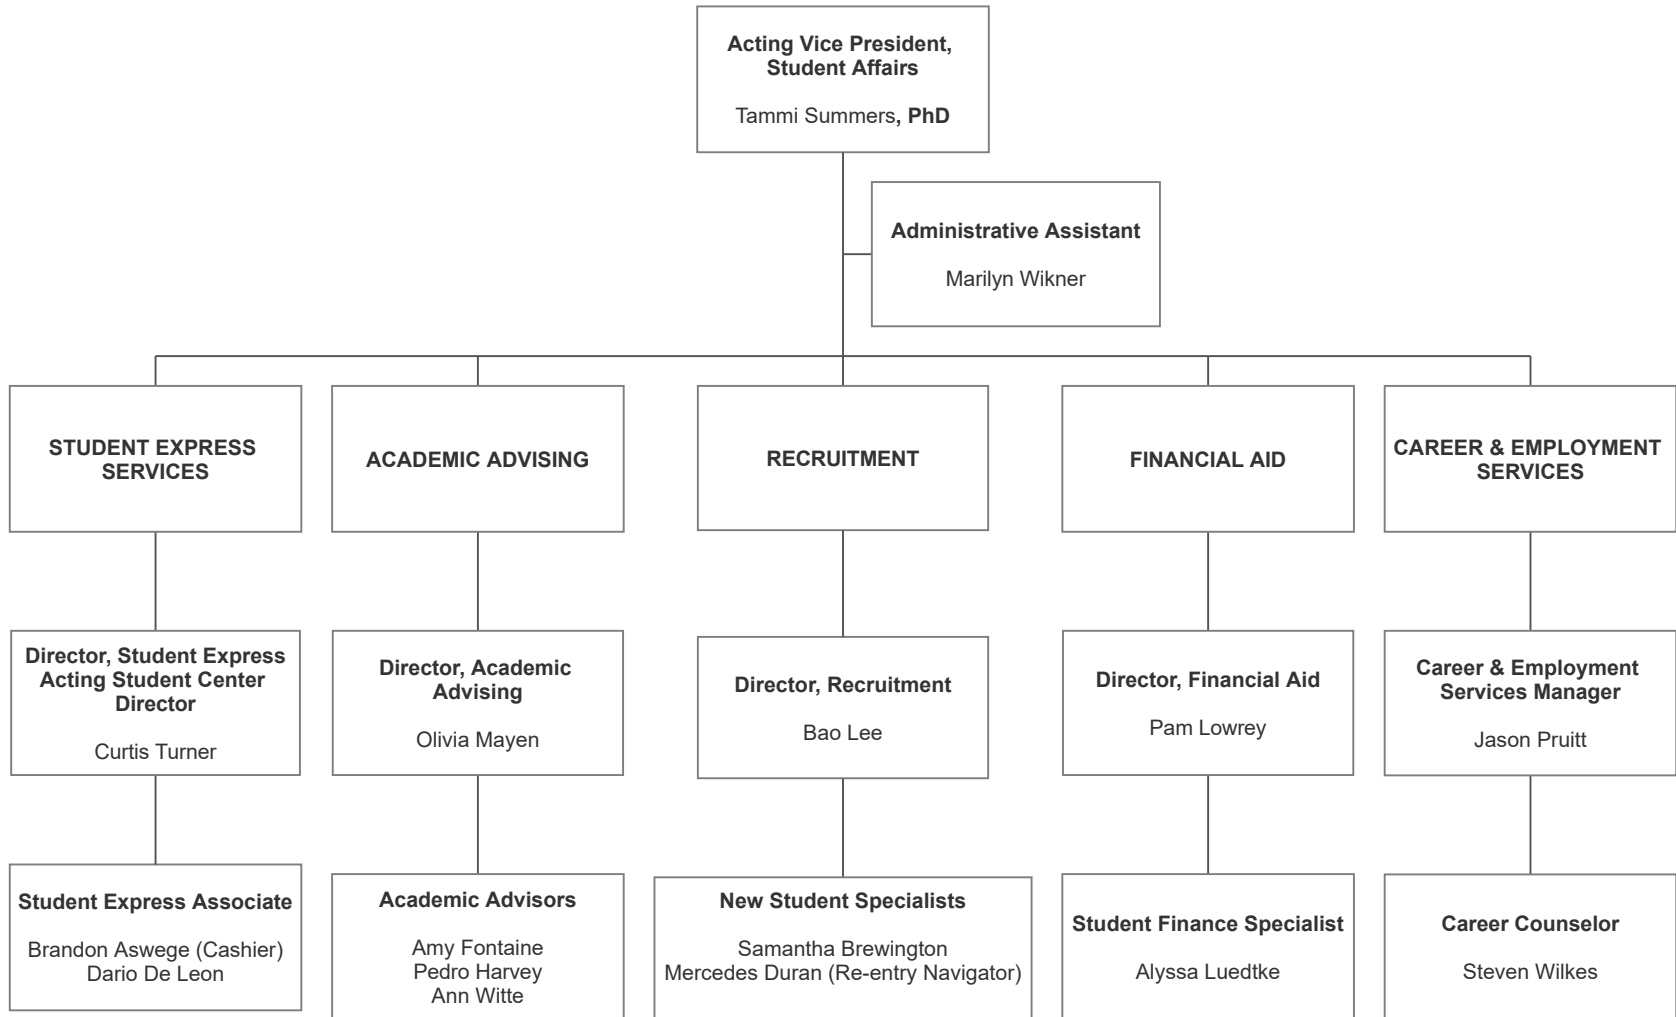 Acting Vice President,
Student Affairs
Tammi Summers, PhD
Administrative Assistant
Marilyn Wikner
STUDENT EXPRESS
SERVICES
ACADEMIC ADVISING
RECRUITMENT
FINANCIAL AID
CAREER & EMPLOYMENT
SERVICES
Director, Student Express
Acting Student Center
Director
Curtis Turner
Director, Academic
Advising
Olivia Mayen
Director, Recruitment
Bao Lee
Director, Financial Aid
Pam Lowrey
Career & Employment
Services Manager
Jason Pruitt
Student Express Associate
Brandon Aswege (Cashier)
Dario De Leon
Academic Advisors
Amy Fontaine
Pedro Harvey
Ann Witte
New Student Specialists
Samantha Brewington
Mercedes Duran (Re-entry Navigator)
Student Finance Specialist
Alyssa Luedtke
Career Counselor
Steven Wilkes